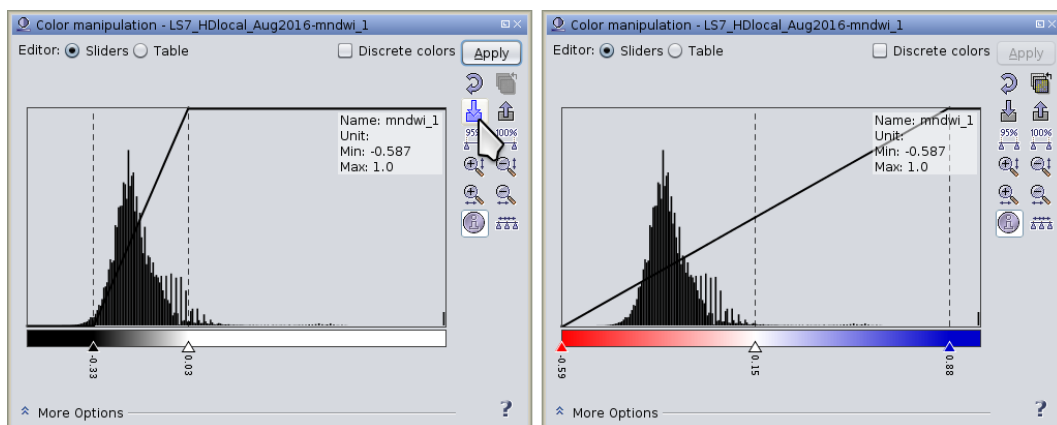 Color manipulation - LS7_HDlocal_Aug2016-mndwi_1
Editor: Sliders Table Discrete colors Apply
Name: mndwi_1
Unit:
Min: -0.587
Max: 1.0
95% 100%
-0.33 0.03
More Options ?
Color manipulation - LS7_HDlocal_Aug2016-mndwi_1
Editor: Sliders Table Discrete colors Apply
Name: mndwi_1
Unit:
Min: -0.587
Max: 1.0
95% 100%
-0.59 0.15 0.88
More Options ?